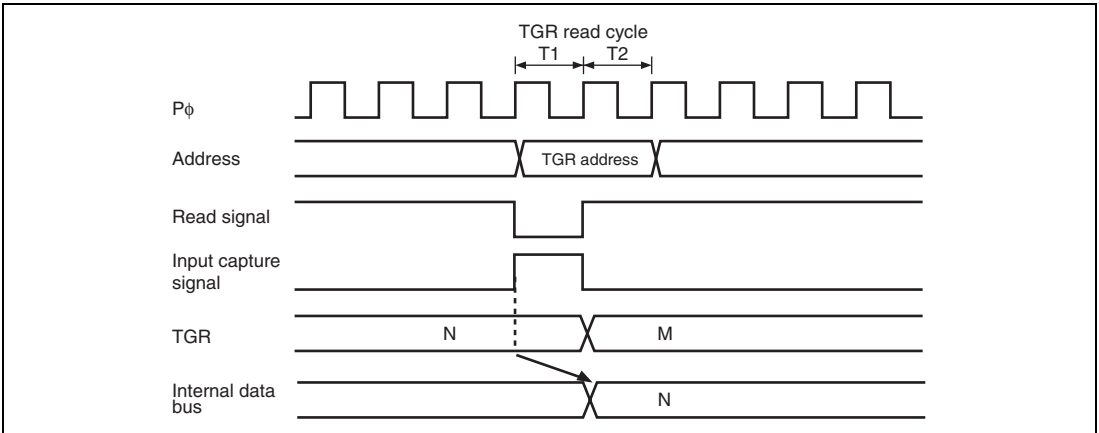 TGR read cycle
T1 T2
Pϕ
Address
TGR address
Read signal
Input capture
signal
TGR
N M
Internal data
bus
N